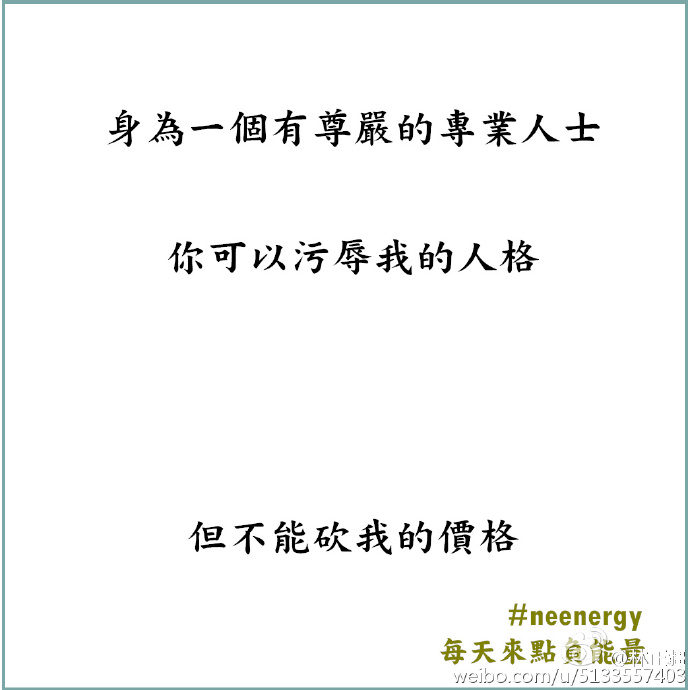 身為一個有尊嚴的專業人士
你可以污辱我的人格
但不能砍我的價格
#neenergy
每天來點負能量
weibo.com/u/5133557403